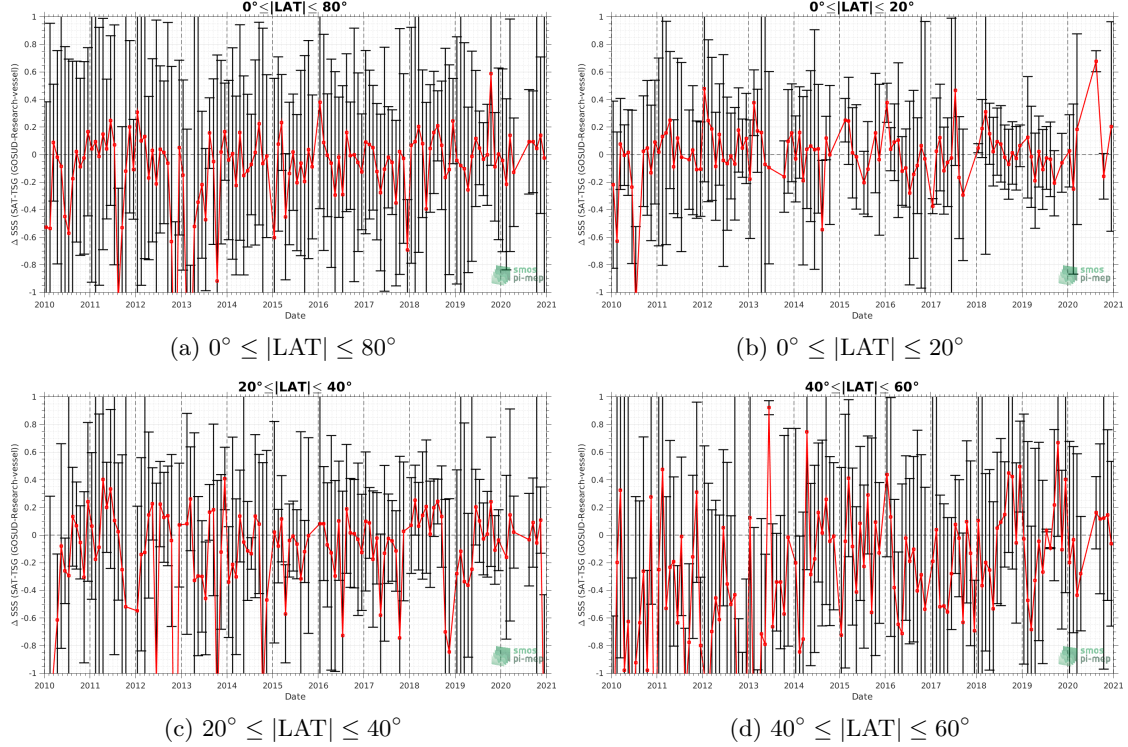 0°≤|LAT|≤ 80°
Δ SSS (SAT-TSG (GOSUD-Research-vessel))
1
0.8
0.6
0.4
0.2
0
-0.2
-0.4
-0.6
-0.8
-1
smos
pi-mep
2010 2011 2012 2013 2014 2015 2016 2017 2018 2019 2020 2021
Date
(a) 0° ≤ |LAT| ≤ 80°
0°≤|LAT|≤ 20°
Δ SSS (SAT-TSG (GOSUD-Research-vessel))
1
0.8
0.6
0.4
0.2
0
-0.2
-0.4
-0.6
-0.8
-1
smos
pi-mep
2010 2011 2012 2013 2014 2015 2016 2017 2018 2019 2020 2021
Date
(b) 0° ≤ |LAT| ≤ 20°
20°≤|LAT|≤ 40°
Δ SSS (SAT-TSG (GOSUD-Research-vessel))
1
0.8
0.6
0.4
0.2
0
-0.2
-0.4
-0.6
-0.8
-1
smos
pi-mep
2010 2011 2012 2013 2014 2015 2016 2017 2018 2019 2020 2021
Date
(c) 20° ≤ |LAT| ≤ 40°
40°≤|LAT|≤ 60°
Δ SSS (SAT-TSG (GOSUD-Research-vessel))
1
0.8
0.6
0.4
0.2
0
-0.2
-0.4
-0.6
-0.8
-1
smos
pi-mep
2010 2011 2012 2013 2014 2015 2016 2017 2018 2019 2020 2021
Date
(d) 40° ≤ |LAT| ≤ 60°